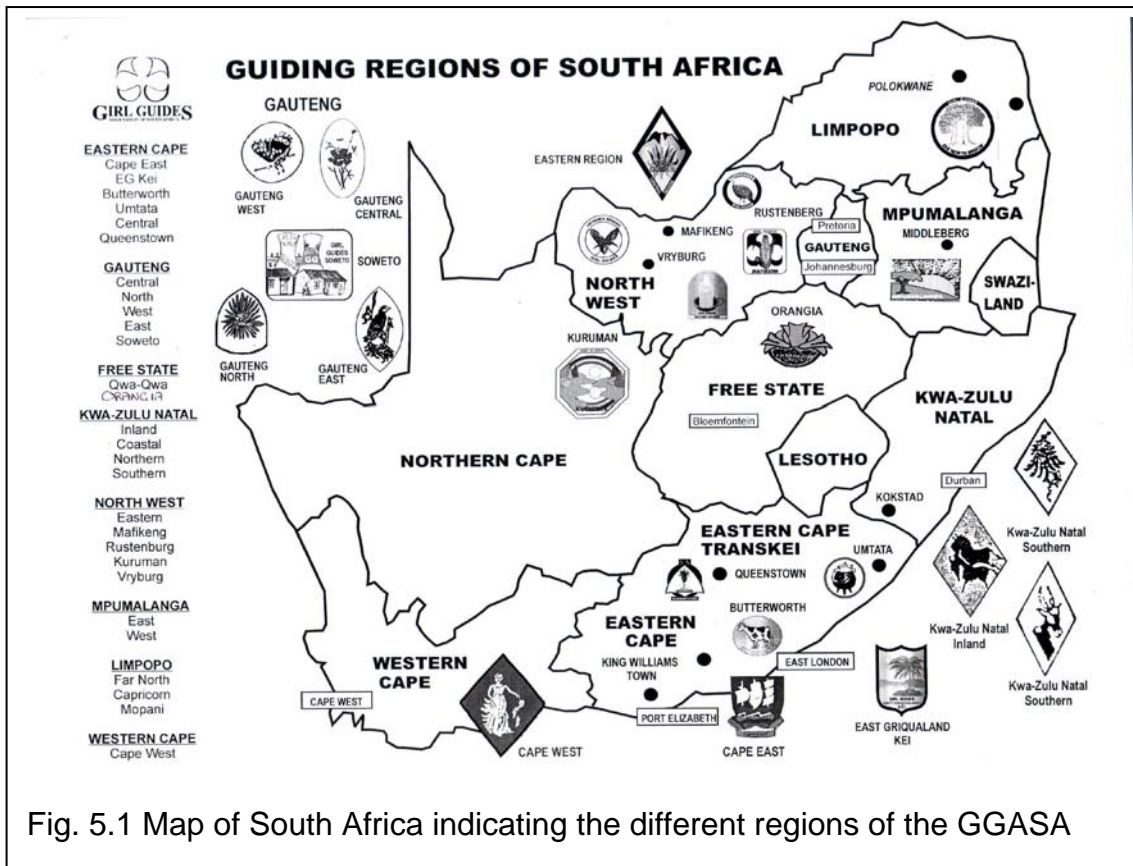 GUIDING REGIONS OF SOUTH AFRICA
GIRL GUIDES
EASTERN CAPE
Cape East
EG Kei
Butterworth
Umtata
Central
Queenstown
GAUTENG
Central
North
West
East
Soweto
FREE STATE
Qwa-Qwa
ORANGIA
KWA-ZULU NATAL
Inland
Coastal
Northern
Southern
NORTH WEST
Eastern
Mafikeng
Rustenburg
Kuruman
Vryburg
MPUMALANGA
East
West
LIMPOPO
Far North
Capricorn
Mopani
WESTERN CAPE
Cape West
GAUTENG
GAUTENG
WEST
GAUTENG
CENTRAL
GIRL
GUIDES
SOWETO
SOWETO
GAUTENG
NORTH
GAUTENG
EAST
EASTERN REGION
POLOKWANE
LIMPOPO
RUSTENBERG
MAFIKENG
VRYBURG
NORTH
WEST
Pretoria
GAUTENG
Johannesburg
MPUMALANGA
MIDDLEBERG
SWAZI-
LAND
KURUMAN
ORANGIA
FREE STATE
Bloemfontein
KWA-ZULU
NATAL
LESOTHO
NORTHERN CAPE
Durban
KOKSTAD
EASTERN CAPE
TRANSKEI
UMTATA
QUEENSTOWN
BUTTERWORTH
EASTERN
CAPE
KING WILLIAMS
TOWN
EAST LONDON
PORT ELIZABETH
WESTERN
CAPE
CAPE WEST
CAPE WEST
CAPE EAST
EAST GRIQUALAND
KEI
Kwa-Zulu Natal
Southern
Kwa-Zulu Natal
Inland
Kwa-Zulu Natal
Southern
Fig. 5.1 Map of South Africa indicating the different regions of the GGASA